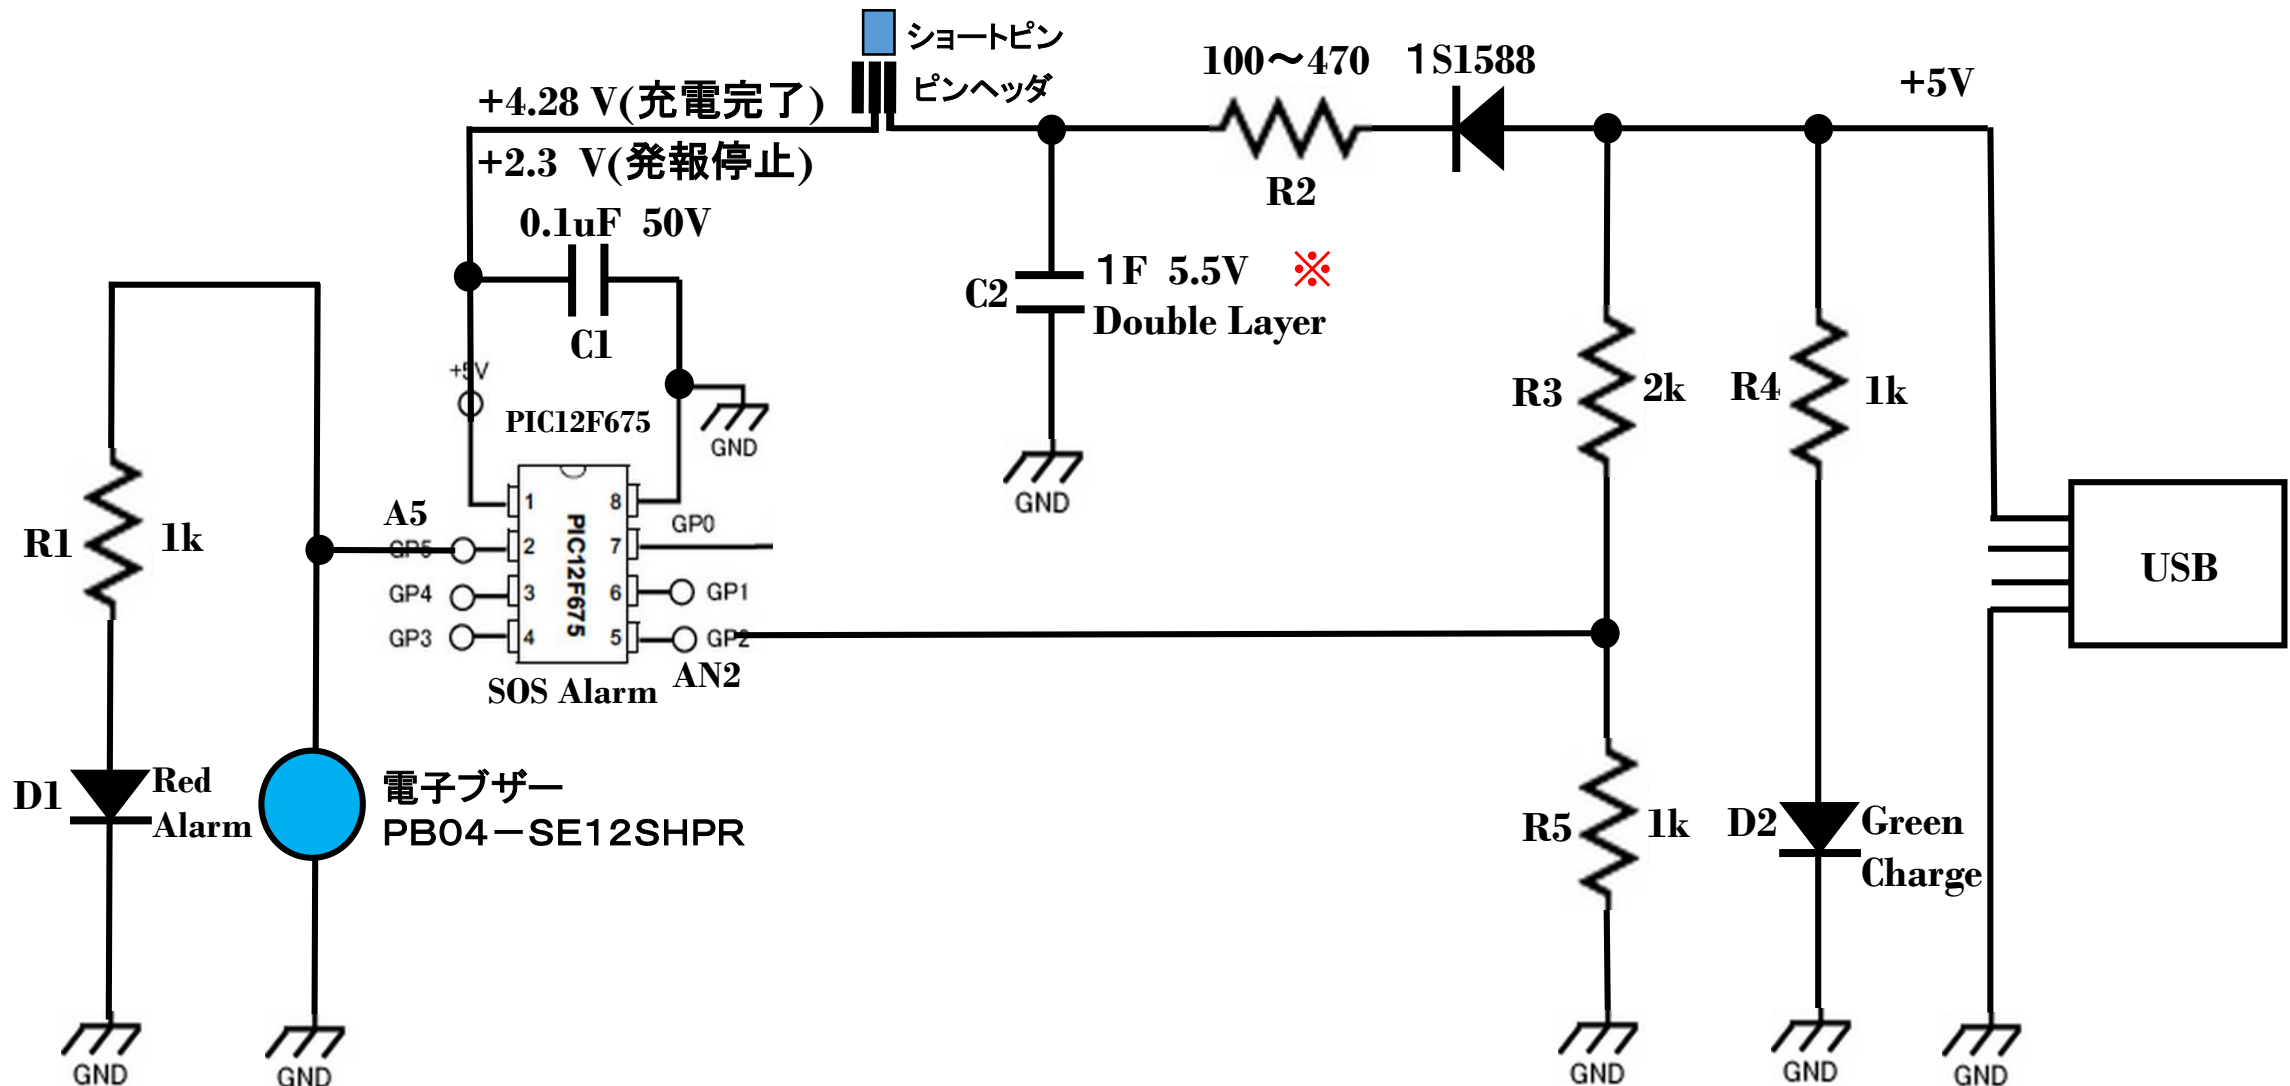 ショートピン
ピンヘッダ
100～470
1S1588
+5V
+4.28 V(充電完了)
+2.3 V(発報停止)
R2
0.1uF 50V
C1
C2
1F 5.5V ※
Double Layer
+5V
PIC12F675
GND
GND
R3
2k
R4
1k
R1
1k
A5
GP5
GP4
GP3
1
2
3
4
PIC12F675
8
7
6
5
GP0
GP1
GP2
AN2
SOS Alarm
USB
D1
Red
Alarm
電子ブザー
PB04－SE12SHPR
R5
1k
D2
Green
Charge
GND
GND
GND
GND
GND